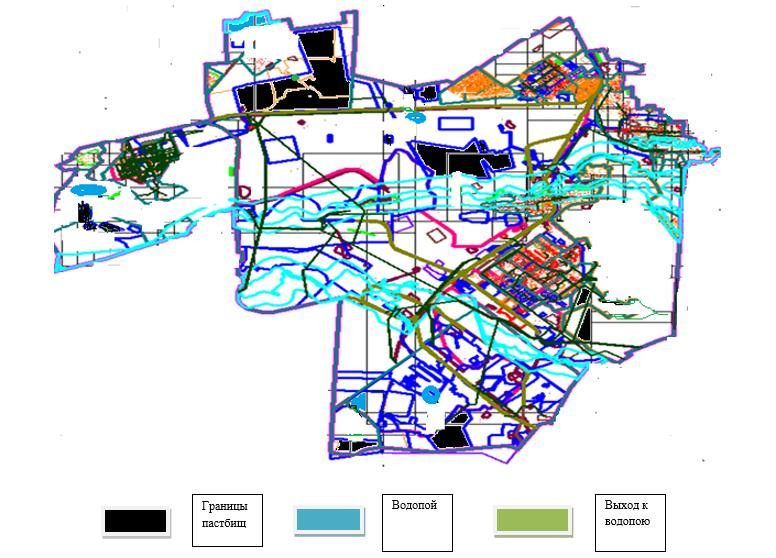 Границы
пастбищ
Водопой
Выход к
водопою